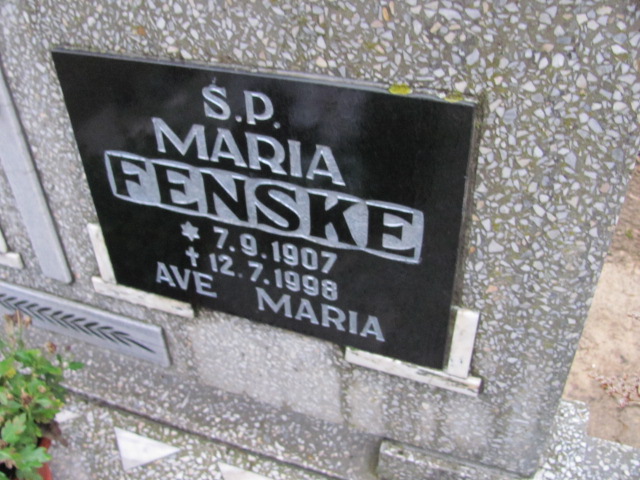 Ś.P.
MARIA
FENSKE
* 7.9.1907
✝ 12.7.1998
AVE MARIA